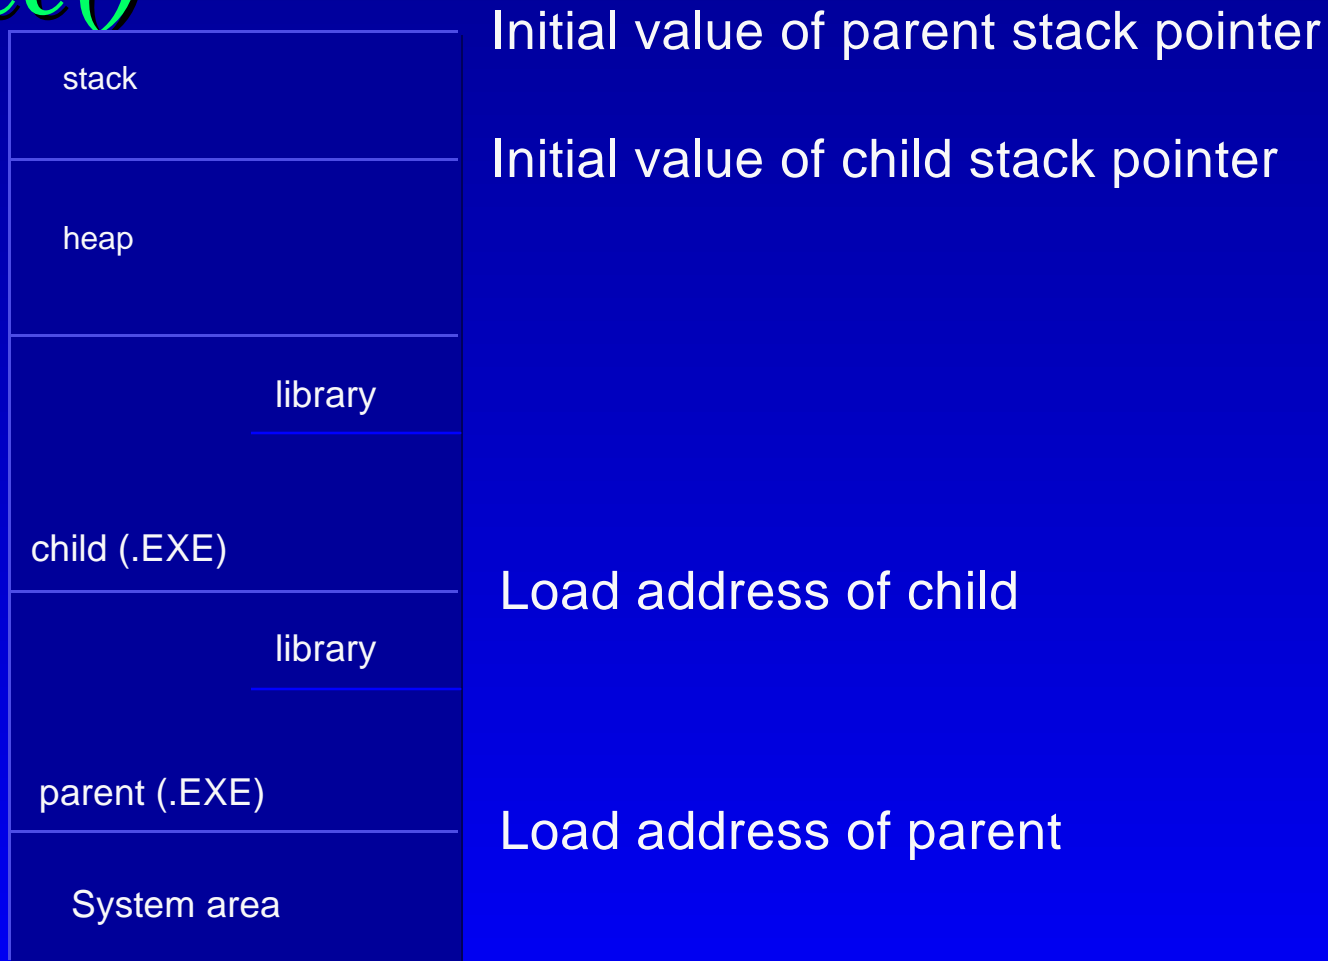 Initial value of parent stack pointer
stack
Initial value of child stack pointer
heap
library
child (.EXE)
Load address of child
library
parent (.EXE)
Load address of parent
System area